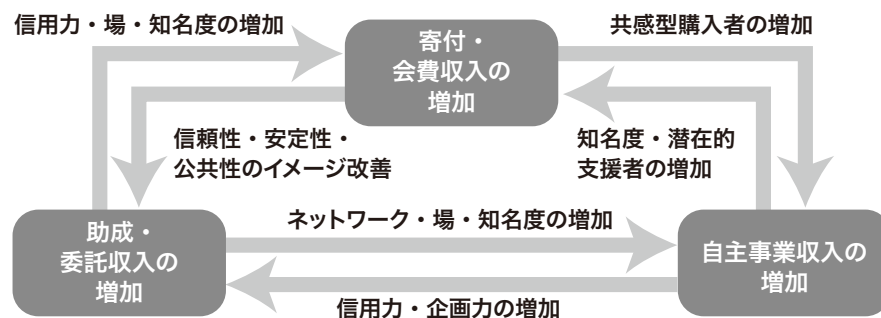 信用力・場・知名度の増加
寄付・
会費収入の
増加
共感型購入者の増加
信頼性・安定性・
公共性のイメージ改善
知名度・潜在的
支援者の増加
助成・
委託収入の
増加
ネットワーク・場・知名度の増加
自主事業収入の
増加
信用力・企画力の増加